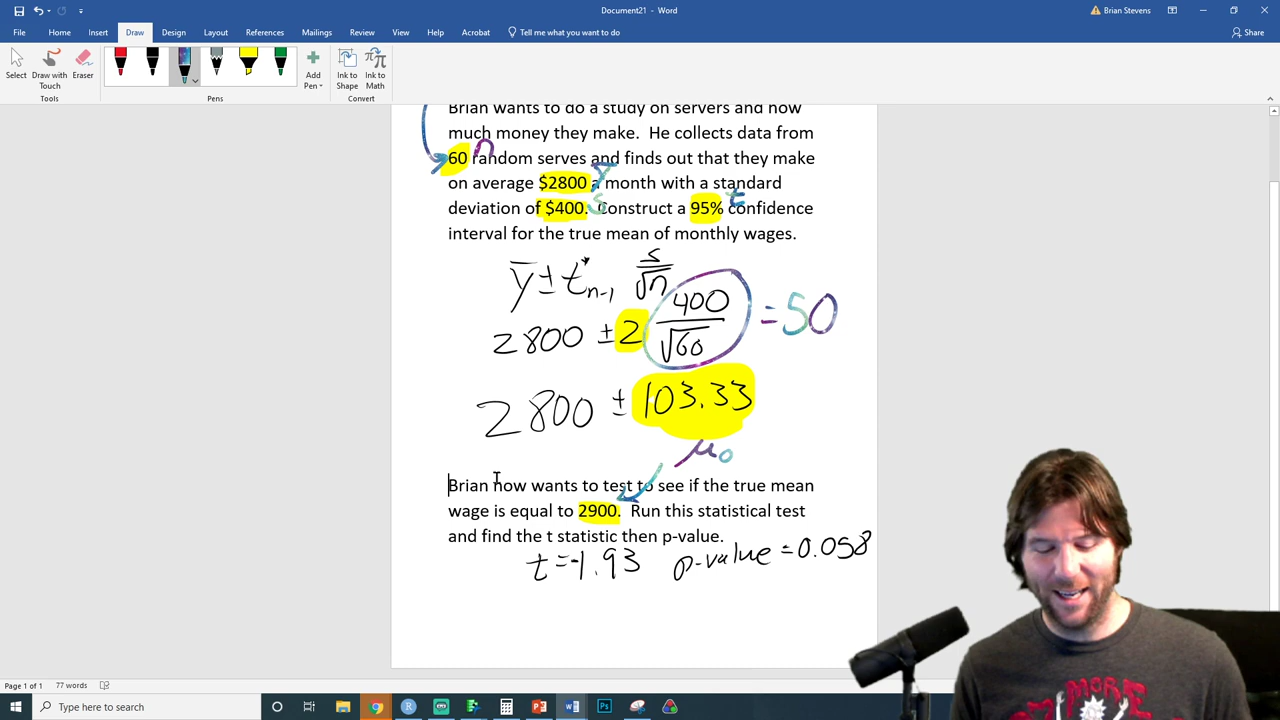 Document21 - Word
Brian Stevens
File Home Insert Draw Design Layout References Mailings Review View Help Acrobat Tell me what you want to do Share
Select Draw with Touch Eraser Add Pen Ink to Shape Ink to Math
Tools Pens Convert
Brian wants to do a study on servers and how
much money they make. He collects data from
60 n random serves and finds out that they make
on average $2800 a month with a standard
deviation of $400. Construct a 95% confidence
interval for the true mean of monthly wages.
t
s
y̅ ± t*n-1 s/√n
2800 ± 2 400/√60 = 50
2800 ± 103.33
μ0
Brian now wants to test to see if the true mean
wage is equal to 2900. Run this statistical test
and find the t statistic then p-value.
t = -1.93 p-value = 0.058
Page 1 of 1 77 words
Type here to search
MORE